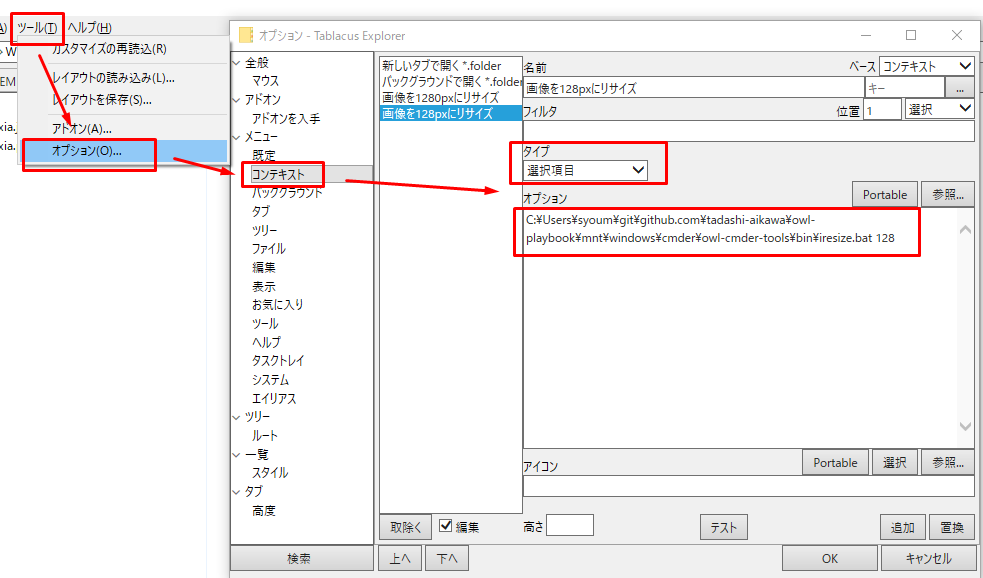 ツール(T) ヘルプ(H)
カスタマイズの再読込(R)
レイアウトの読み込み(L)...
レイアウトを保存(S)...
アドオン(A)...
オプション(O)...
オプション - Tablacus Explorer
全般
マウス
アドオン
アドオンを入手
メニュー
既定
コンテキスト
バックグラウンド
タブ
ツリー
ファイル
編集
表示
お気に入り
ツール
ヘルプ
タスクトレイ
システム
エイリアス
ツリー
ルート
一覧
スタイル
タブ
高度
検索
新しいタブで開く *.folder
バックグラウンドで開く *.folder
画像を1280pxにリサイズ
画像を128pxにリサイズ
取除く 編集
上へ 下へ
名前 ベース コンテキスト
画像を128pxにリサイズ キー ...
フィルタ 位置 1 選択
タイプ
選択項目
オプション Portable 参照...
C:¥Users¥syoum¥git¥github.com¥tadashi-aikawa¥owl-
playbook¥mnt¥windows¥cmder¥owl-cmder-tools¥bin¥iresize.bat 128
アイコン Portable 選択 参照...
高さ テスト 追加 置換
OK キャンセル